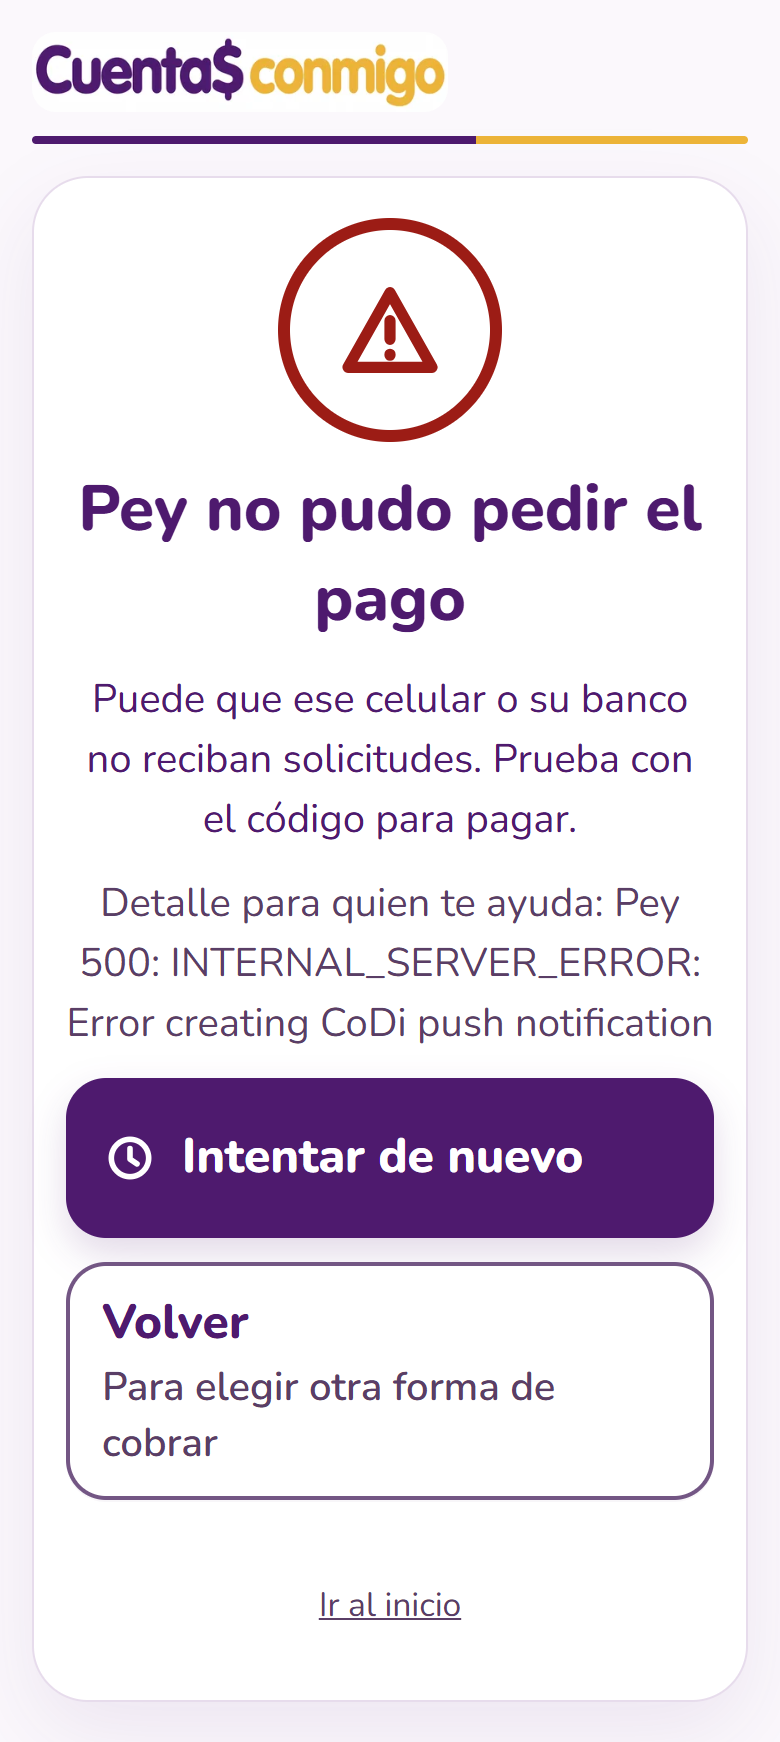 Cuenta$ conmigo
Pey no pudo pedir el
pago
Puede que ese celular o su banco
no reciban solicitudes. Prueba con
el código para pagar.
Detalle para quien te ayuda: Pey
500: INTERNAL_SERVER_ERROR:
Error creating CoDi push notification
Intentar de nuevo
Volver
Para elegir otra forma de
cobrar
Ir al inicio